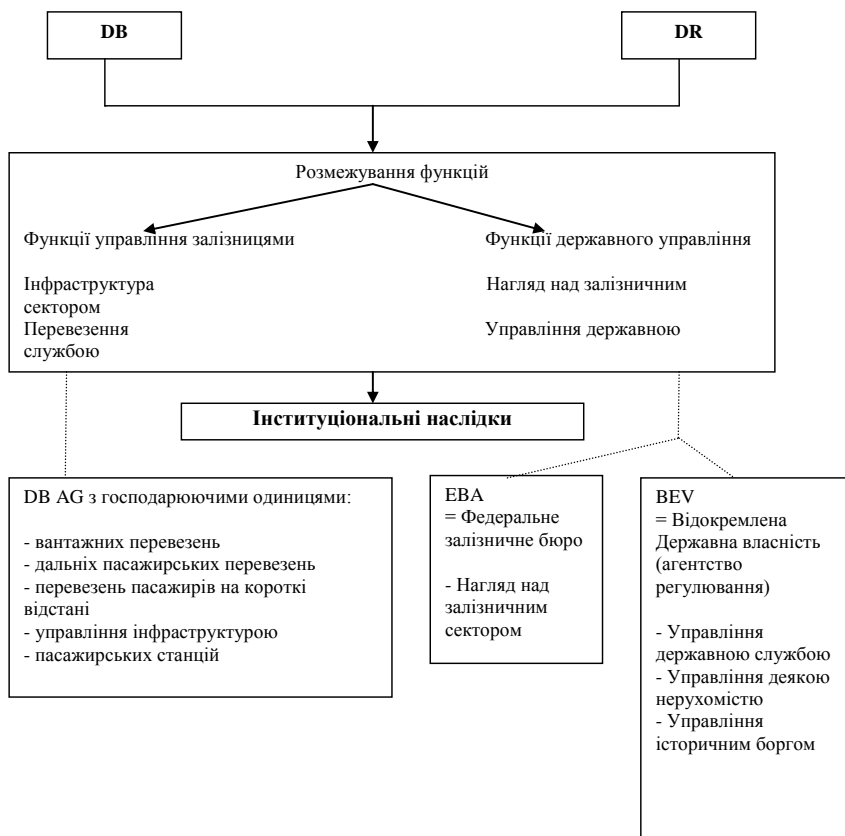 DB
DR
Розмежування функцій
Функції управління залізницями
Функції державного управління
Інфраструктура
сектором
Перевезення
службою
Нагляд над залізничним
Управління державною
Інституціональні наслідки
DB AG з господарюючими одиницями:
- вантажних перевезень
- дальніх пасажирських перевезень
- перевезень пасажирів на короткі
відстані
- управління інфраструктурою
- пасажирських станцій
EBA
= Федеральне
залізничне бюро
- Нагляд над
залізничним
сектором
BEV
= Відокремлена
Державна власність
(агентство
регулювання)
- Управління
державною службою
- Управління деякою
нерухомістю
- Управління
історичним боргом